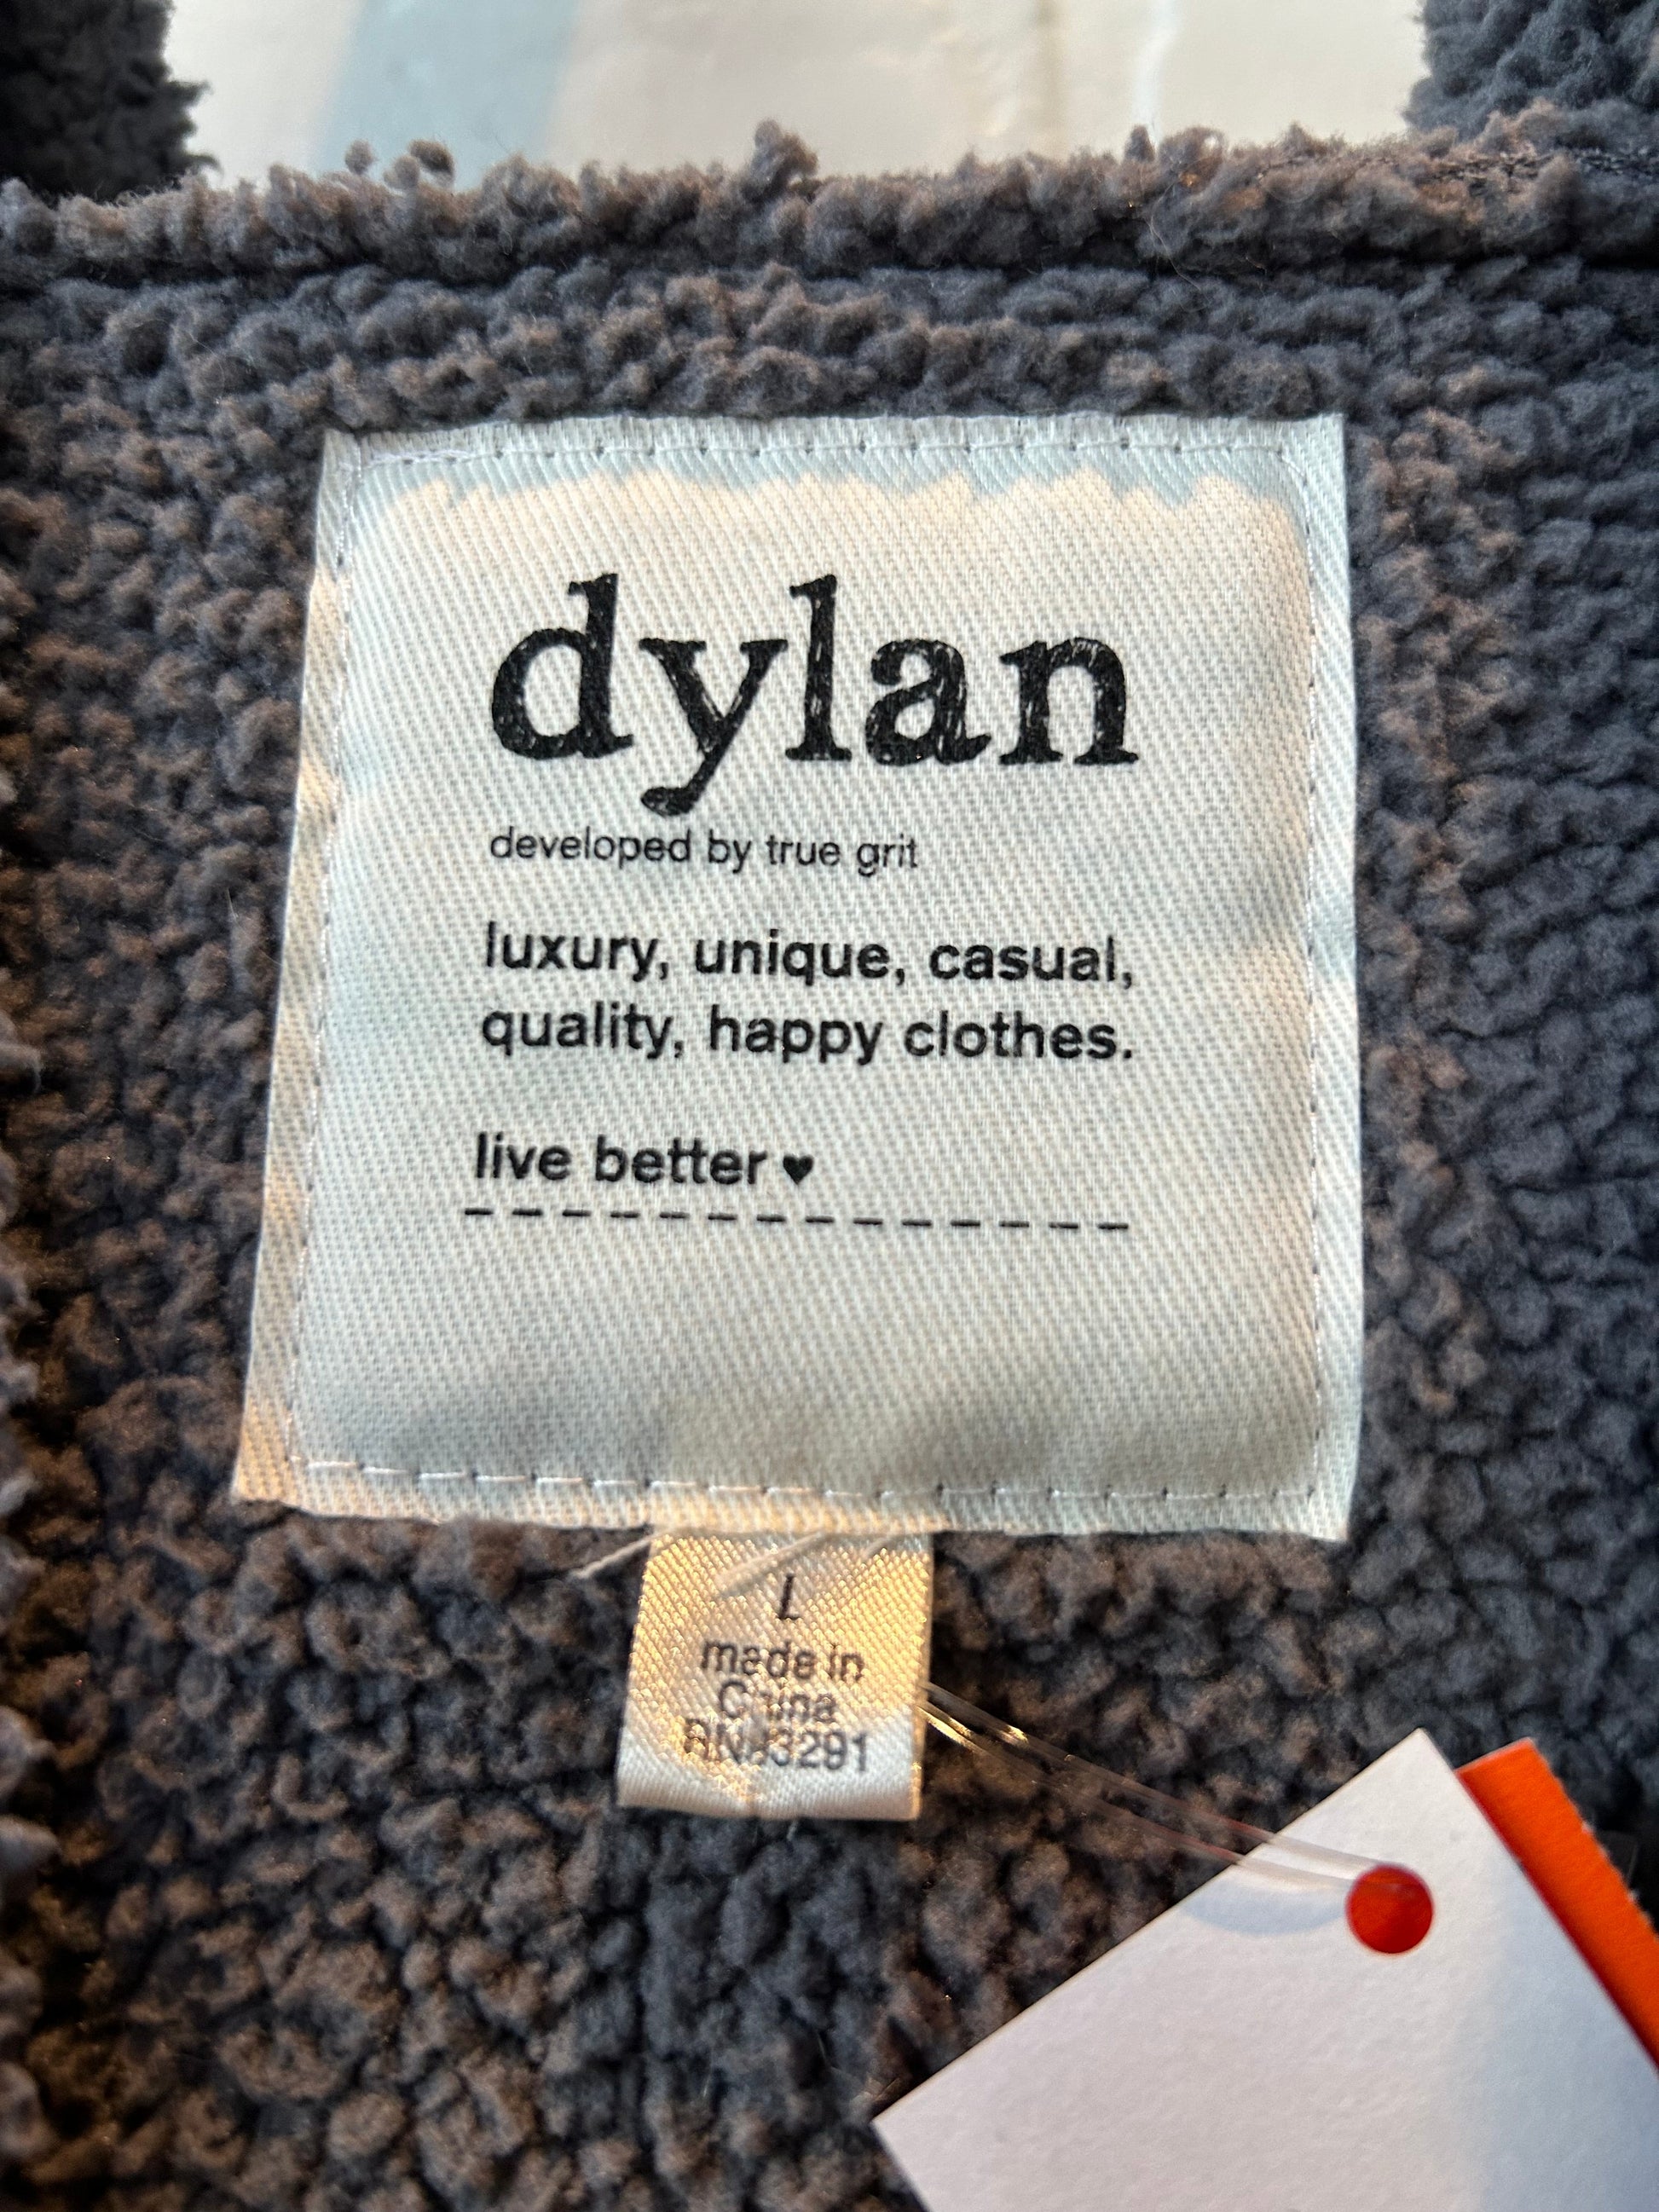 dylan
developed by true grit
luxury, unique, casual,
quality, happy clothes.
live better ♥
L
made in
China